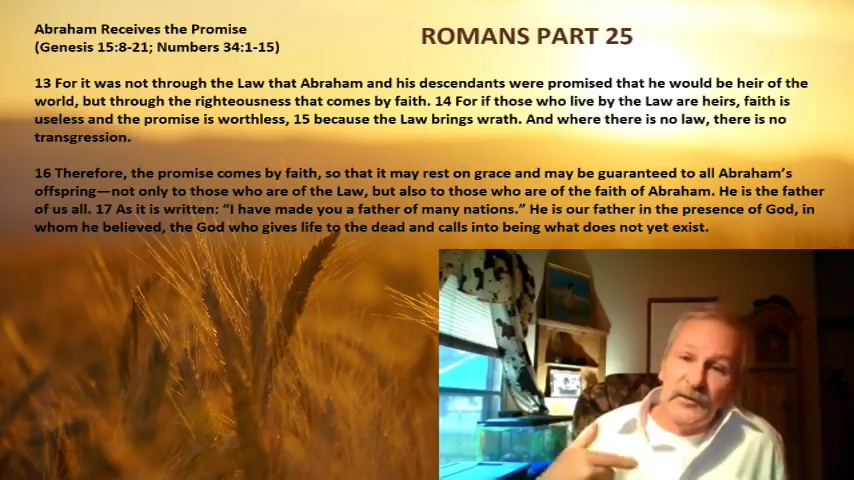 Abraham Receives the Promise
(Genesis 15:8-21; Numbers 34:1-15)
ROMANS PART 25
13 For it was not through the Law that Abraham and his descendants were promised that he would be heir of the
world, but through the righteousness that comes by faith. 14 For if those who live by the Law are heirs, faith is
useless and the promise is worthless, 15 because the Law brings wrath. And where there is no law, there is no
transgression.
16 Therefore, the promise comes by faith, so that it may rest on grace and may be guaranteed to all Abraham’s
offspring—not only to those who are of the Law, but also to those who are of the faith of Abraham. He is the father
of us all. 17 As it is written: “I have made you a father of many nations.” He is our father in the presence of God, in
whom he believed, the God who gives life to the dead and calls into being what does not yet exist.